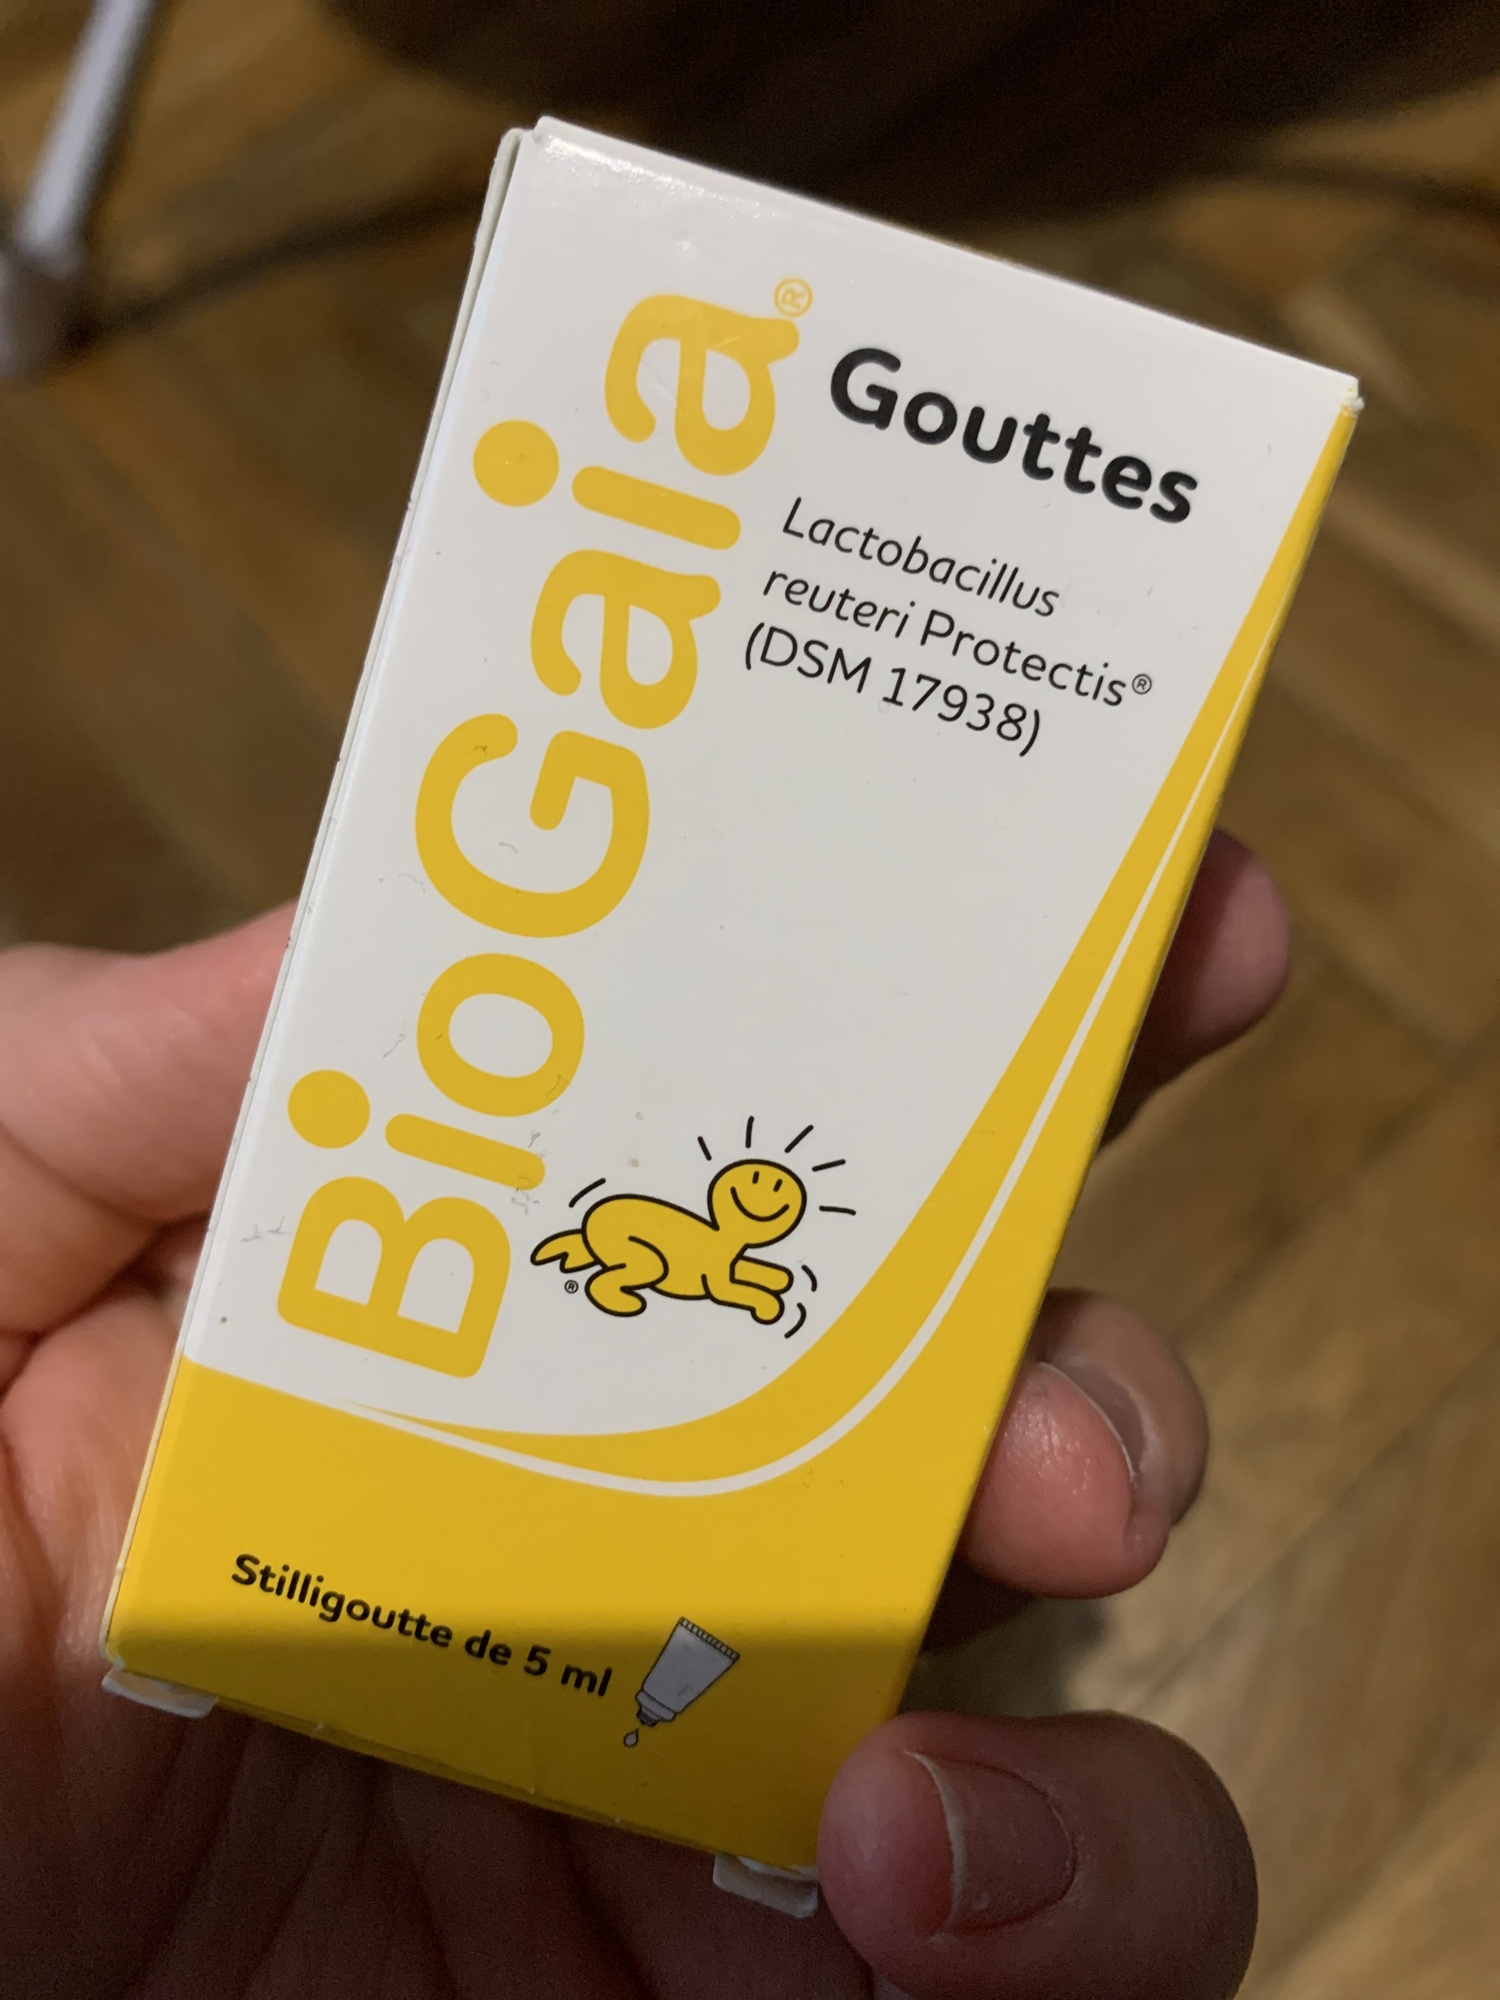 BioGaia®
Gouttes
Lactobacillus
reuteri Protectis®
(DSM 17938)
®
Stilligoutte de 5 ml